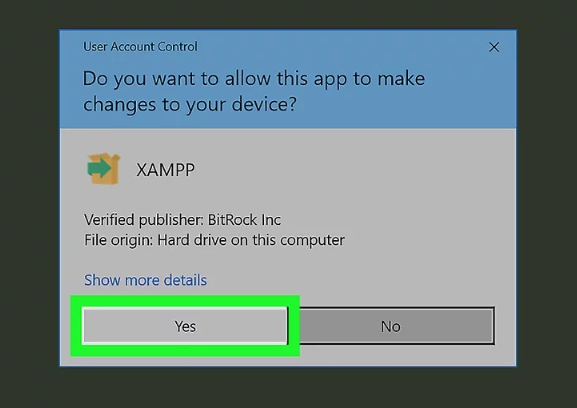 User Account Control
Do you want to allow this app to make
changes to your device?
XAMPP
Verified publisher: BitRock Inc
File origin: Hard drive on this computer
Show more details
Yes
No